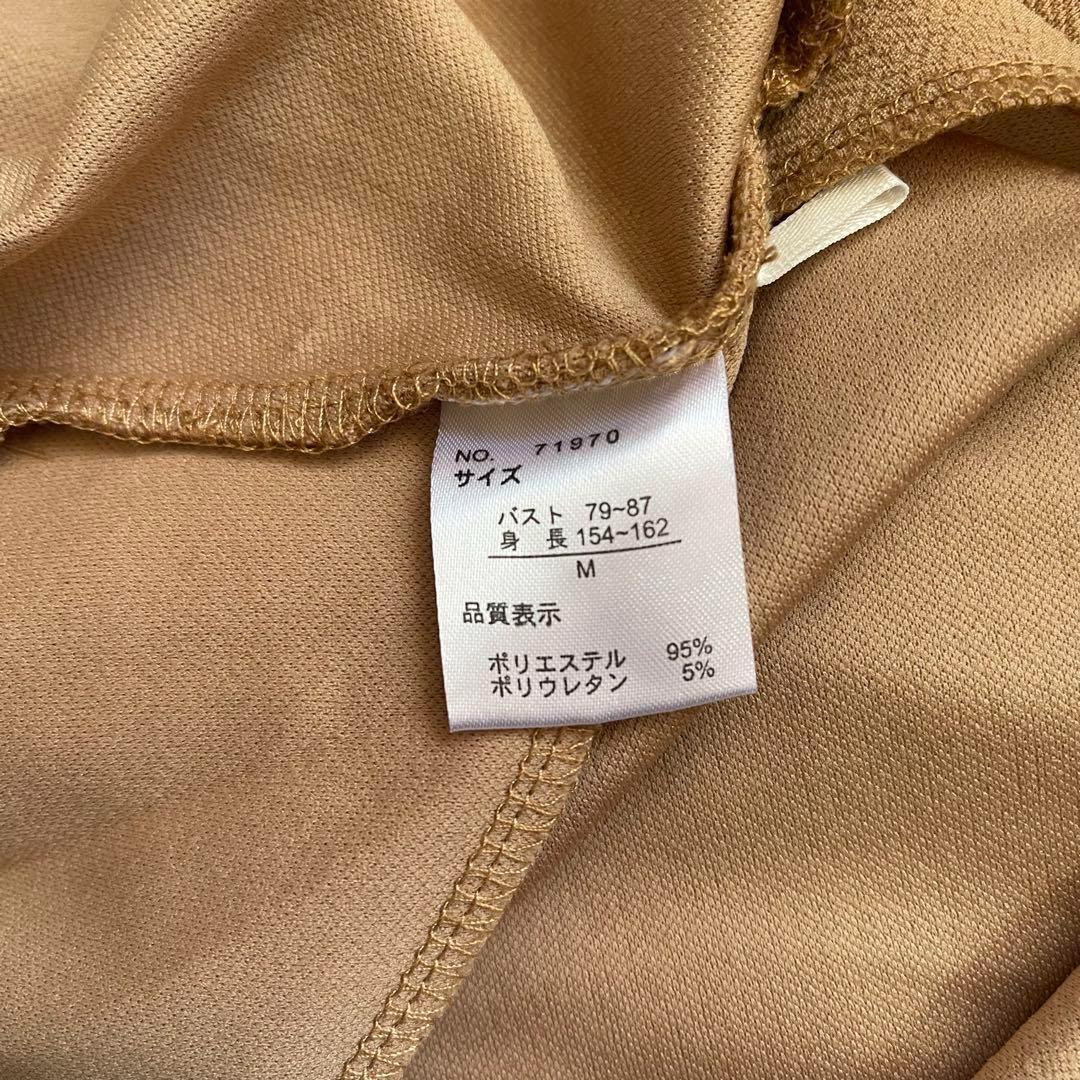 NO. 71970
サイズ
バスト 79~87
身 長 154~162
M
品質表示
ポリエステル 95%
ポリウレタン 5%